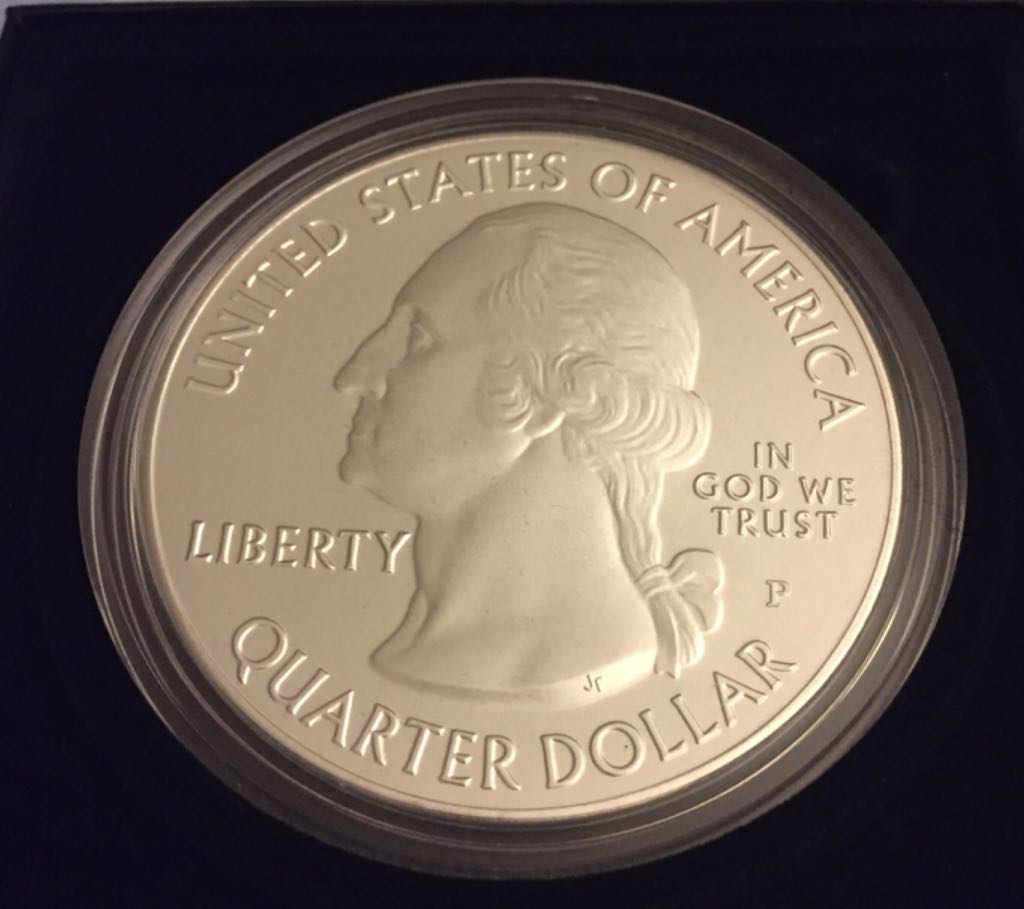 UNITED STATES OF AMERICA
LIBERTY
IN
GOD WE
TRUST
P
Jf
QUARTER DOLLAR